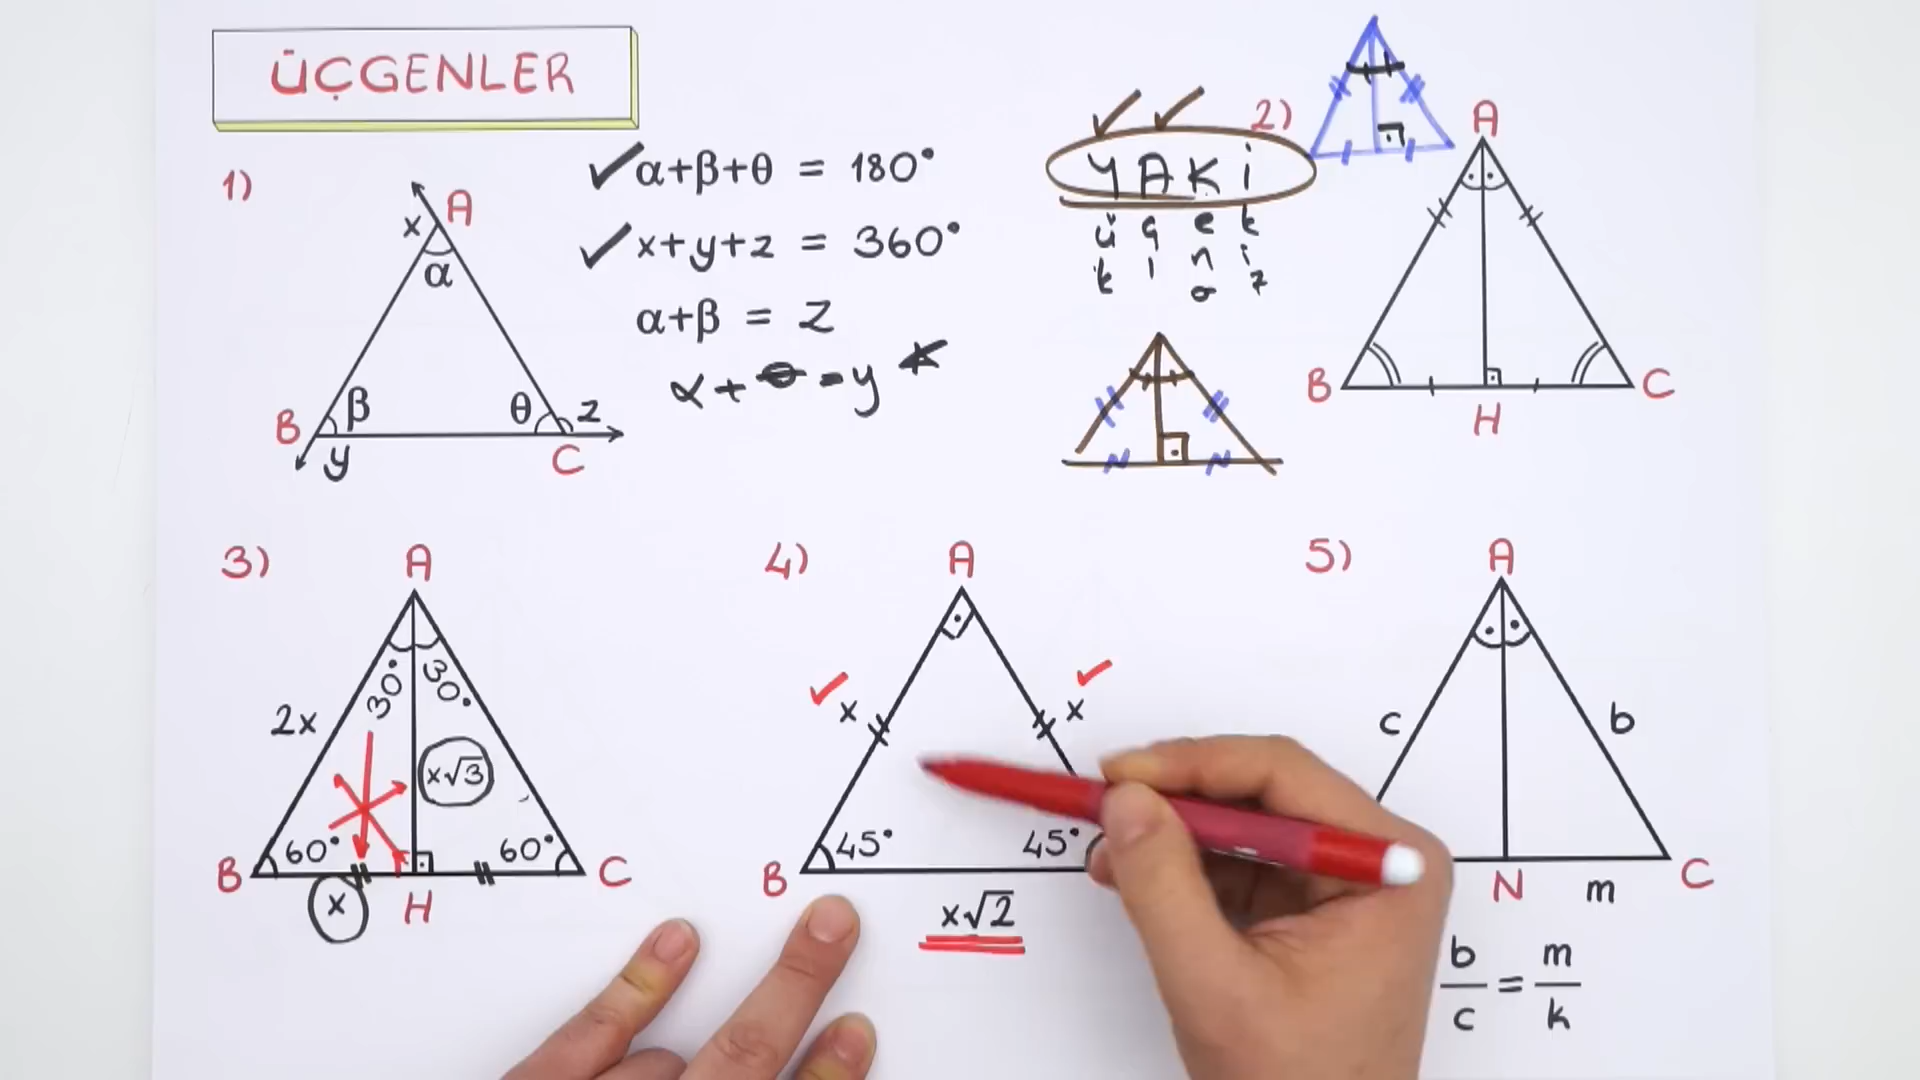 ÜÇGENLER
1)
A
x
α
B
β
y
θ
z
C
α+β+θ = 180°
x+y+z = 360°
α+β = z
α+θ=y
YAKİ
ü ç e k
k ı n i
o z
2)
A
B
H
C
3)
A
30° 30°
2x
x√3
60° 60°
B
x
H
C
4)
A
x
x
45° 45°
B
x√2
5)
A
c
b
N
m
C
b/c = m/k